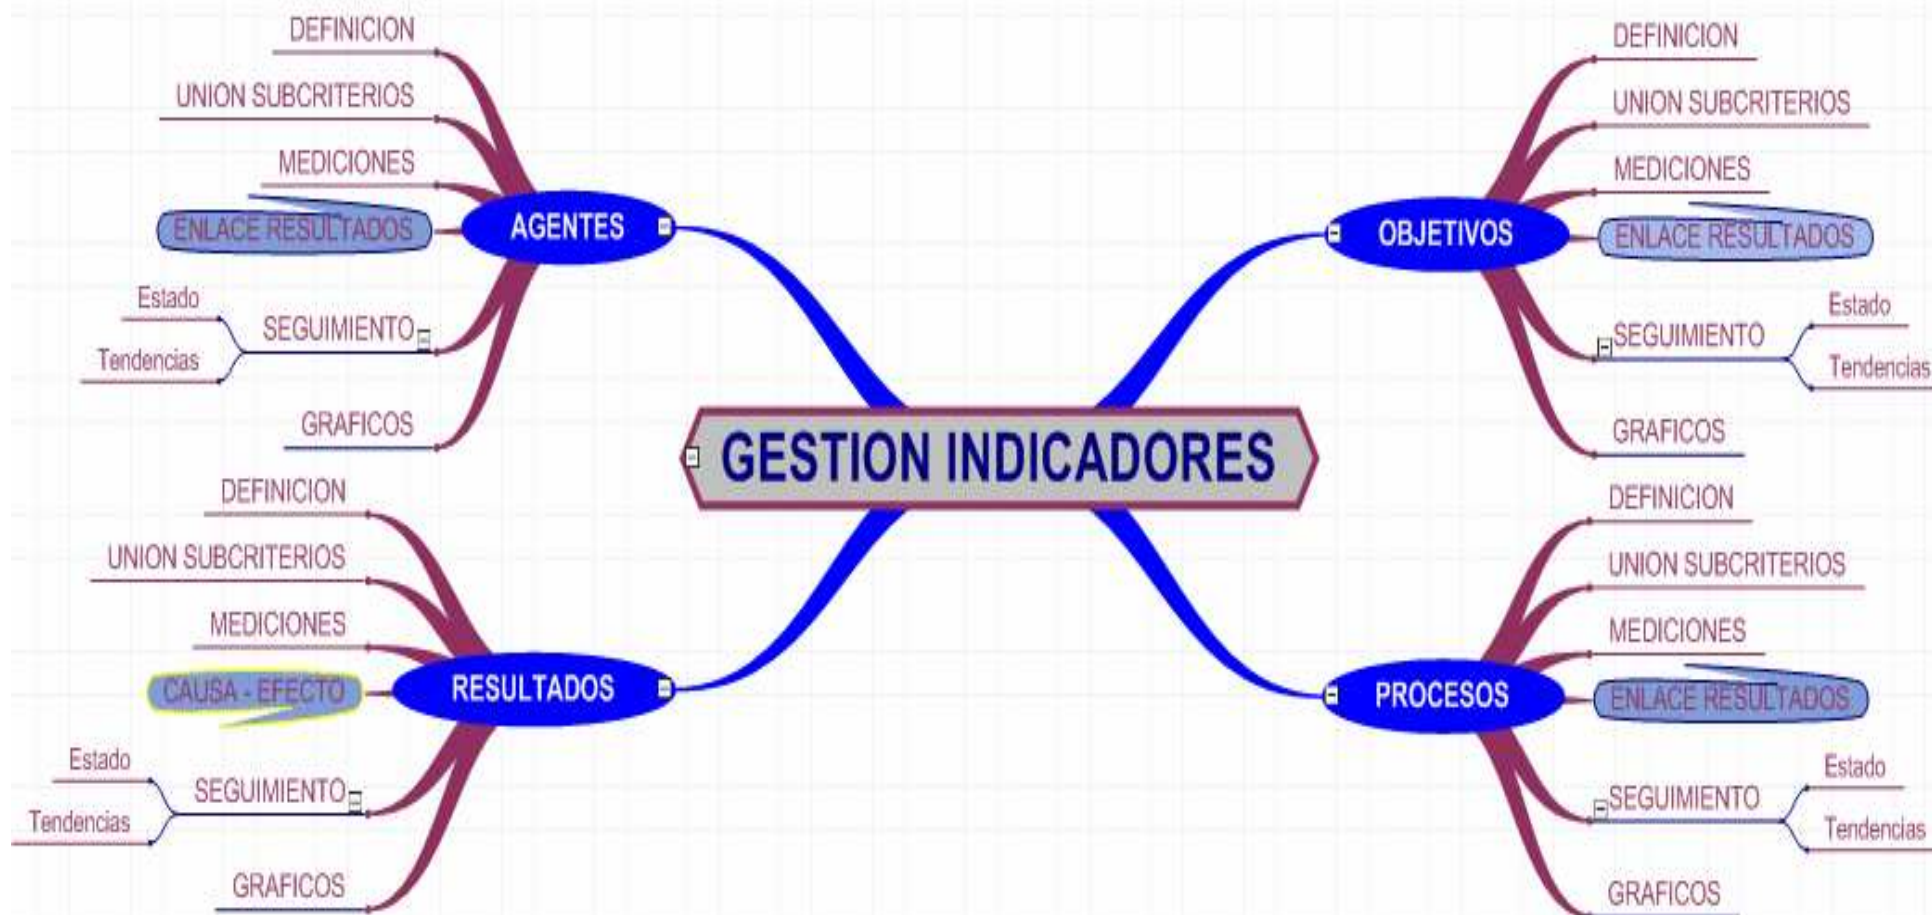 DEFINICION
UNION SUBCRITERIOS
MEDICIONES
ENLACE RESULTADOS
AGENTES
Estado
SEGUIMIENTO
Tendencias
GRAFICOS
DEFINICION
UNION SUBCRITERIOS
MEDICIONES
OBJETIVOS
ENLACE RESULTADOS
SEGUIMIENTO
Estado
Tendencias
GRAFICOS
GESTION INDICADORES
DEFINICION
UNION SUBCRITERIOS
MEDICIONES
CAUSA - EFECTO
RESULTADOS
Estado
SEGUIMIENTO
Tendencias
GRAFICOS
DEFINICION
UNION SUBCRITERIOS
MEDICIONES
PROCESOS
ENLACE RESULTADOS
SEGUIMIENTO
Estado
Tendencias
GRAFICOS